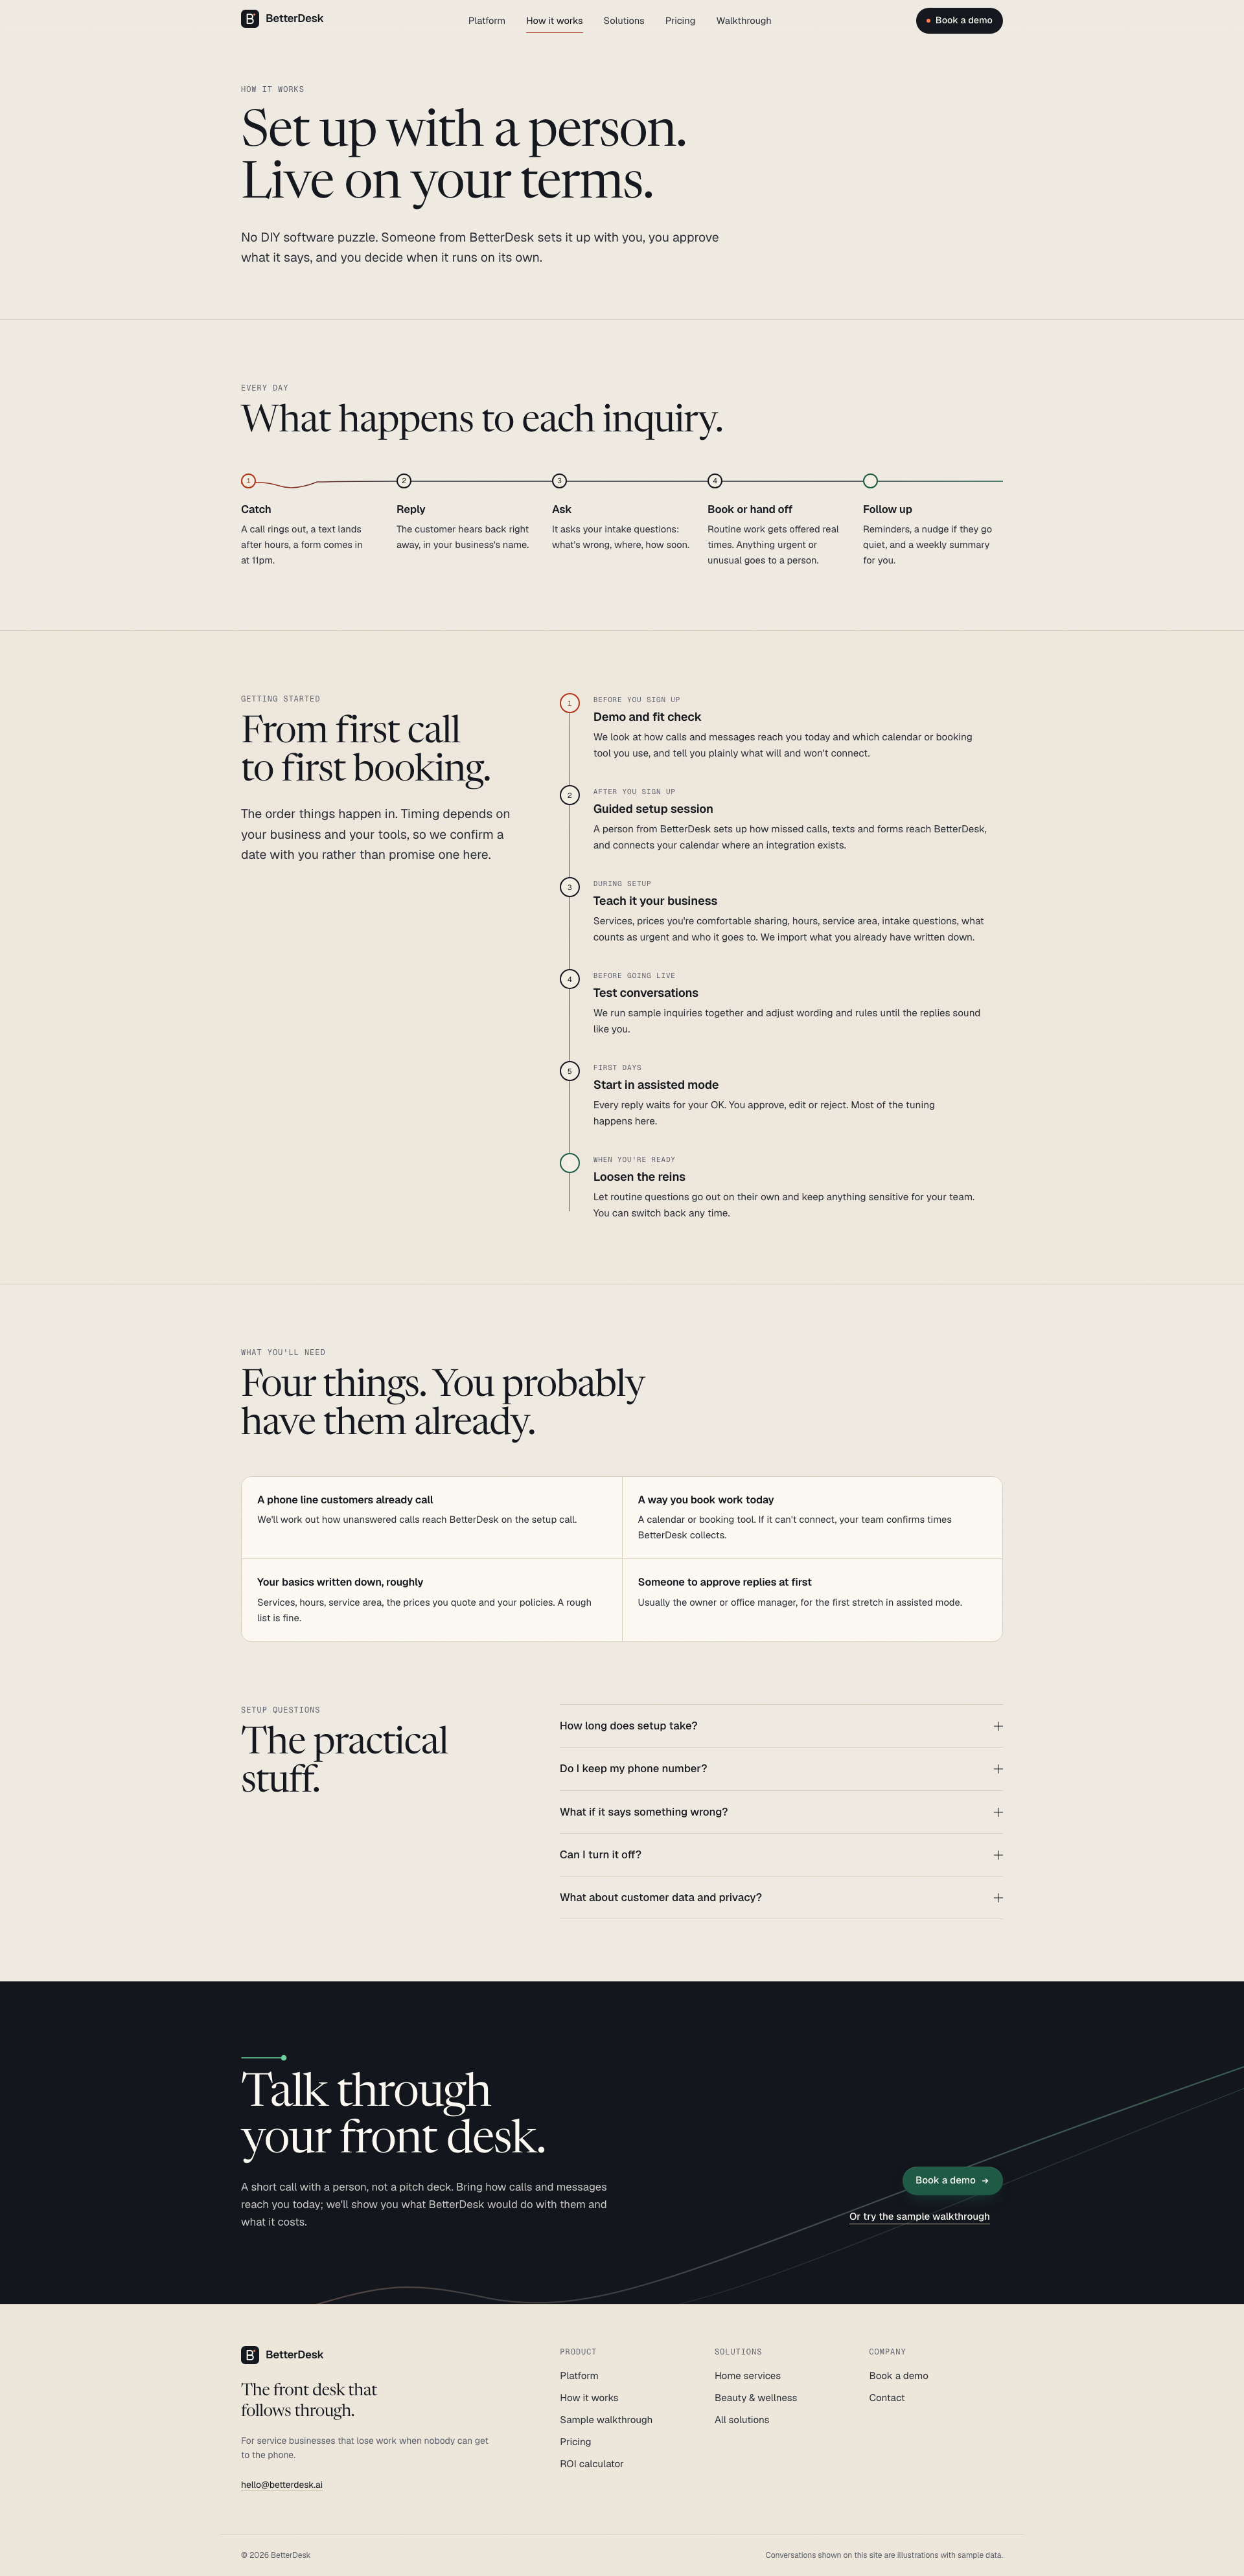 BetterDesk
Platform
How it works
Solutions
Pricing
Walkthrough
Book a demo
HOW IT WORKS
Set up with a person.
Live on your terms.
No DIY software puzzle. Someone from BetterDesk sets it up with you, you approve
what it says, and you decide when it runs on its own.
EVERY DAY
What happens to each inquiry.
1
Catch
A call rings out, a text lands
after hours, a form comes in
at 11pm.
2
Reply
The customer hears back right
away, in your business's name.
3
Ask
It asks your intake questions:
what's wrong, where, how soon.
4
Book or hand off
Routine work gets offered real
times. Anything urgent or
unusual goes to a person.
Follow up
Reminders, a nudge if they go
quiet, and a weekly summary
for you.
GETTING STARTED
From first call
to first booking.
The order things happen in. Timing depends on
your business and your tools, so we confirm a
date with you rather than promise one here.
1
BEFORE YOU SIGN UP
Demo and fit check
We look at how calls and messages reach you today and which calendar or booking
tool you use, and tell you plainly what will and won't connect.
2
AFTER YOU SIGN UP
Guided setup session
A person from BetterDesk sets up how missed calls, texts and forms reach BetterDesk,
and connects your calendar where an integration exists.
3
DURING SETUP
Teach it your business
Services, prices you're comfortable sharing, hours, service area, intake questions, what
counts as urgent and who it goes to. We import what you already have written down.
4
BEFORE GOING LIVE
Test conversations
We run sample inquiries together and adjust wording and rules until the replies sound
like you.
5
FIRST DAYS
Start in assisted mode
Every reply waits for your OK. You approve, edit or reject. Most of the tuning
happens here.
WHEN YOU'RE READY
Loosen the reins
Let routine questions go out on their own and keep anything sensitive for your team.
You can switch back any time.
WHAT YOU'LL NEED
Four things. You probably
have them already.
A phone line customers already call
We'll work out how unanswered calls reach BetterDesk on the setup call.
A way you book work today
A calendar or booking tool. If it can't connect, your team confirms times
BetterDesk collects.
Your basics written down, roughly
Services, hours, service area, the prices you quote and your policies. A rough
list is fine.
Someone to approve replies at first
Usually the owner or office manager, for the first stretch in assisted mode.
SETUP QUESTIONS
The practical
stuff.
How long does setup take?
Do I keep my phone number?
What if it says something wrong?
Can I turn it off?
What about customer data and privacy?
Talk through
your front desk.
A short call with a person, not a pitch deck. Bring how calls and messages
reach you today; we'll show you what BetterDesk would do with them and
what it costs.
Book a demo →
Or try the sample walkthrough
BetterDesk
The front desk that
follows through.
For service businesses that lose work when nobody can get
to the phone.
hello@betterdesk.ai
PRODUCT
Platform
How it works
Sample walkthrough
Pricing
ROI calculator
SOLUTIONS
Home services
Beauty & wellness
All solutions
COMPANY
Book a demo
Contact
© 2026 BetterDesk
Conversations shown on this site are illustrations with sample data.